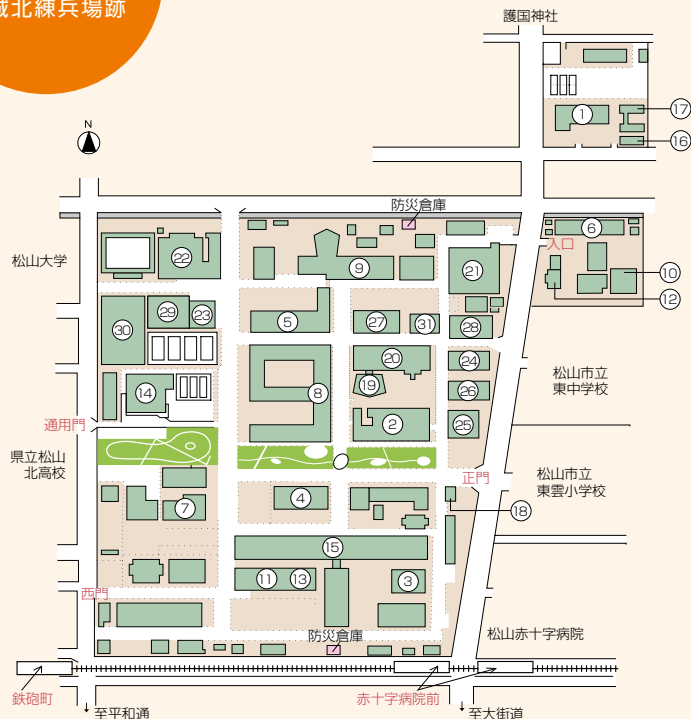 城北練兵場跡
護国神社
N
①
⑰
⑯
防災倉庫
松山大学
㉒
⑨
㉑
⑥
入口
⑩
⑫
㉚
㉙
㉓
⑤
㉗
㉛
㉘
⑭
⑧
⑳
⑲
②
㉔
㉖
㉕
松山市立
東中学校
通用門
県立松山
北高校
正門
松山市立
東雲小学校
⑦
④
⑱
⑮
⑪
⑬
③
西門
防災倉庫
松山赤十字病院
鉄砲町
赤十字病院前
至平和通
至大街道